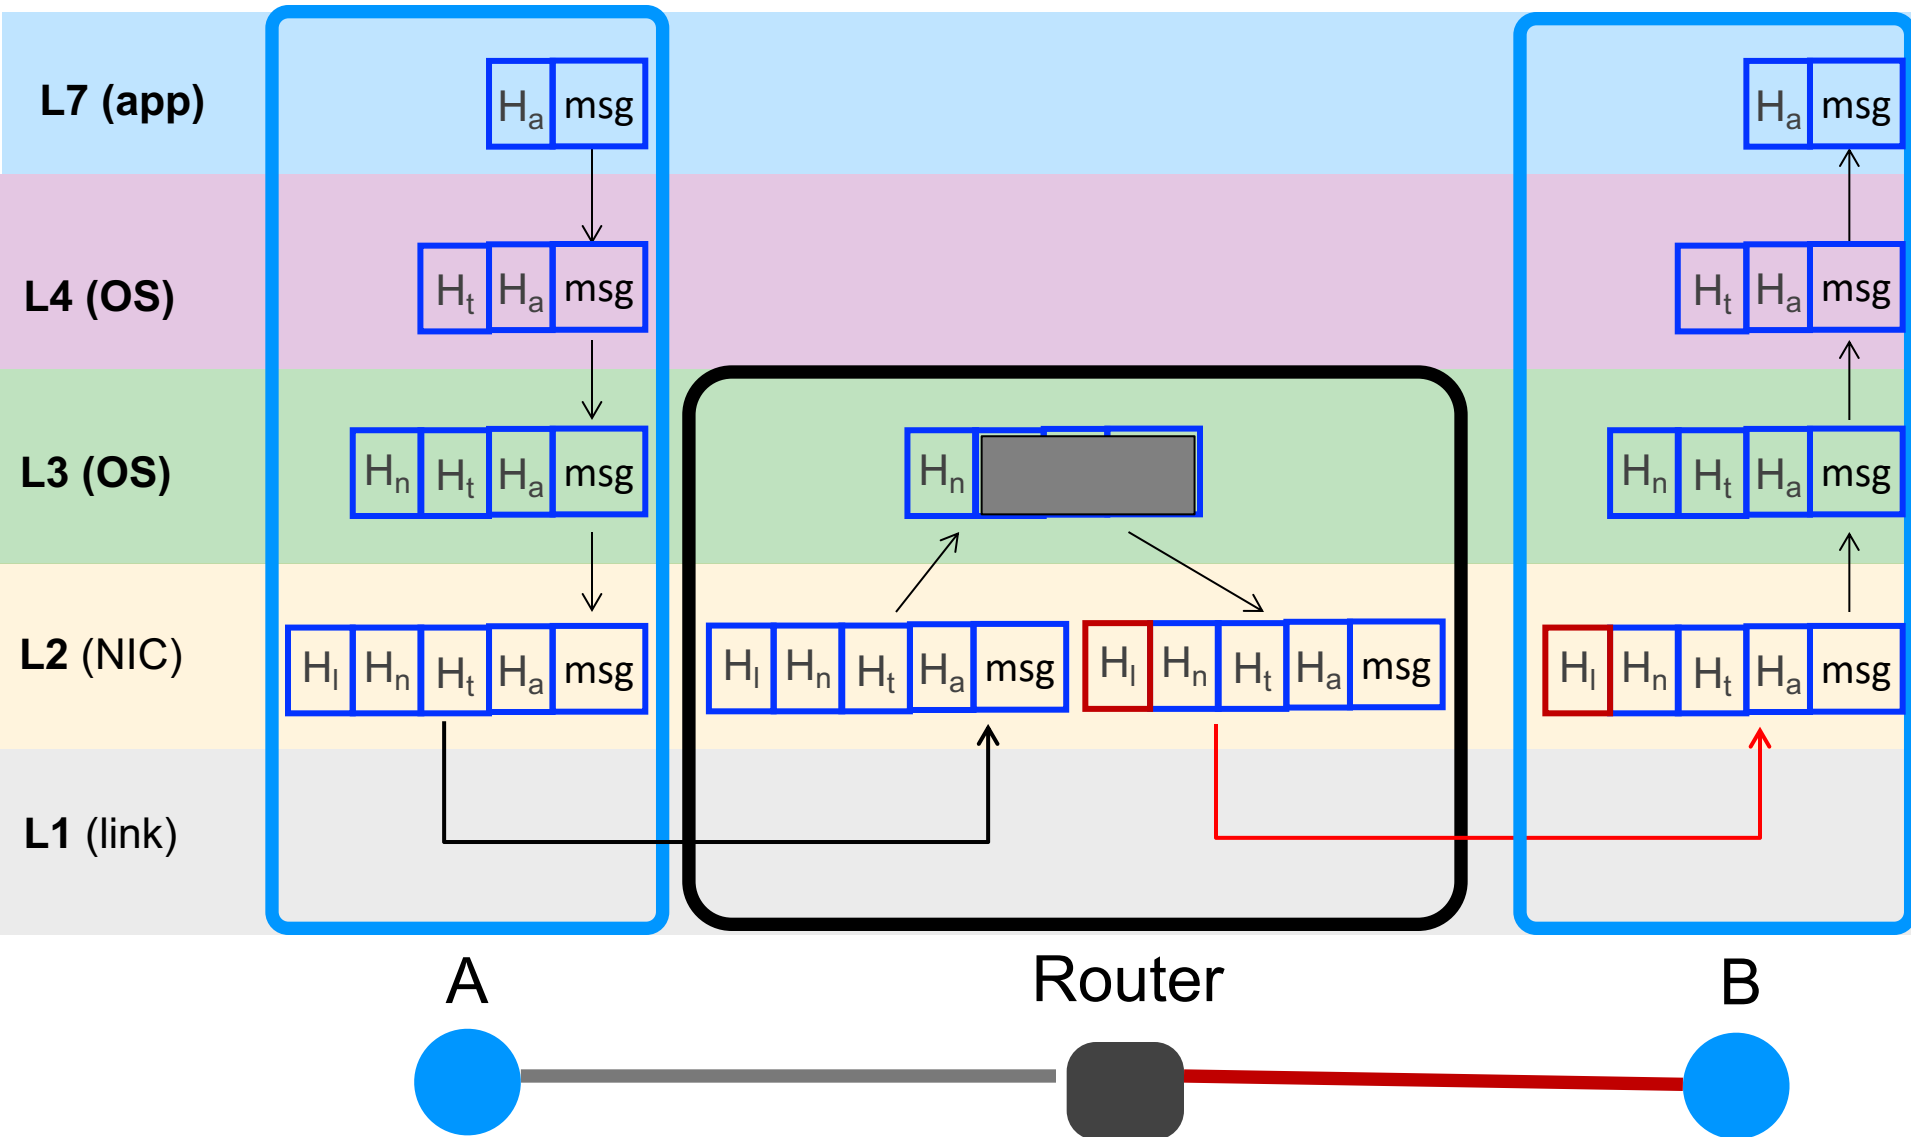 L7 (app)
Ha msg
Ha msg
L4 (OS)
Ht Ha msg
Ht Ha msg
L3 (OS)
Hn Ht Ha msg
Hn
Hn Ht Ha msg
L2 (NIC)
Hl Hn Ht Ha msg
Hl Hn Ht Ha msg
Hl Hn Ht Ha msg
Hl Hn Ht Ha msg
L1 (link)
A
Router
B